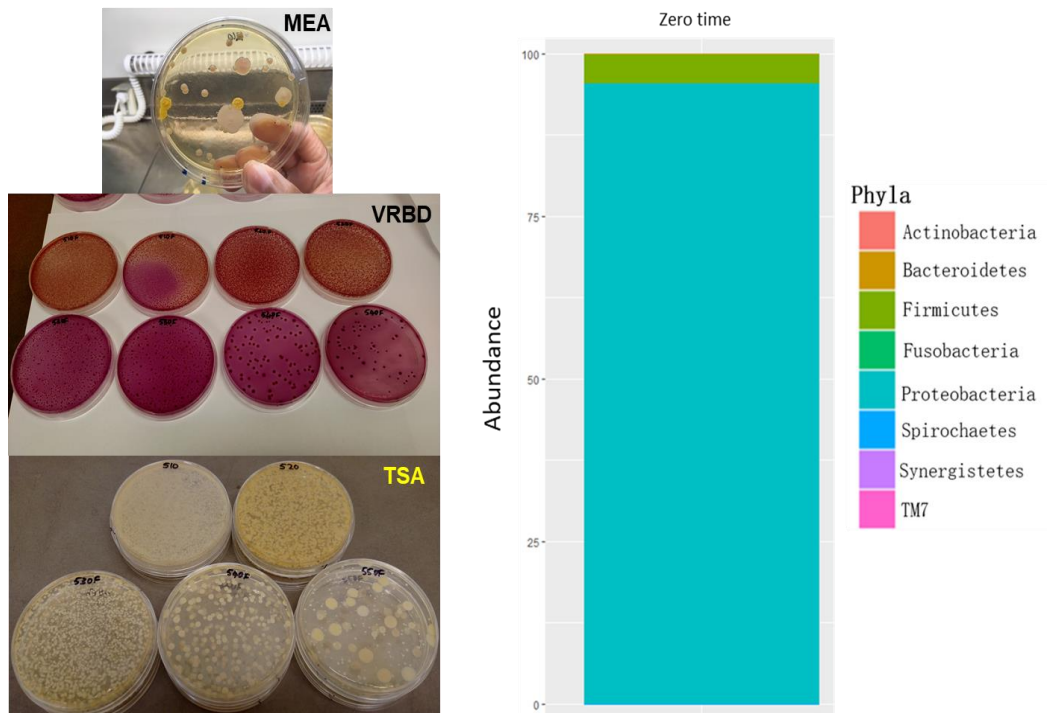 MEA
VRBD
TSA
510
520
530F
540F
550F
Zero time
Abundance
100
75
50
25
0
Phyla
Actinobacteria
Bacteroidetes
Firmicutes
Fusobacteria
Proteobacteria
Spirochaetes
Synergistetes
TM7